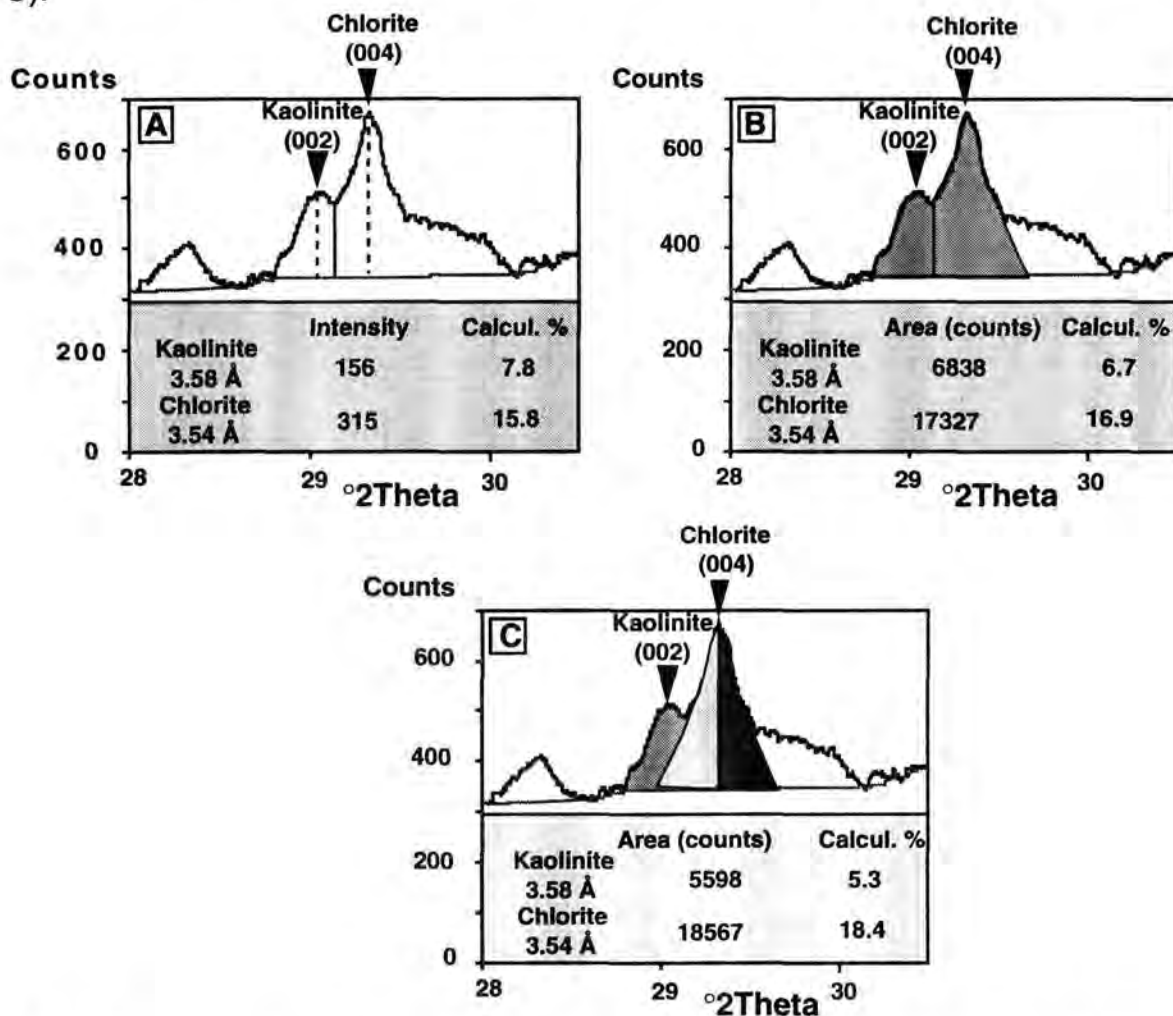 Chlorite
(004)
Counts
A
Kaolinite
(002)
600
400
200
0
Intensity Calcul. %
Kaolinite
3.58 Å 156 7.8
Chlorite
3.54 Å 315 15.8
28 29 30
°2Theta
Chlorite
(004)
Counts
B
Kaolinite
(002)
600
400
200
0
Area (counts) Calcul. %
Kaolinite
3.58 Å 6838 6.7
Chlorite
3.54 Å 17327 16.9
28 29 30
°2Theta
Chlorite
(004)
Counts
C
Kaolinite
(002)
600
400
200
0
Area (counts) Calcul. %
Kaolinite
3.58 Å 5598 5.3
Chlorite
3.54 Å 18567 18.4
28 29 30
°2Theta